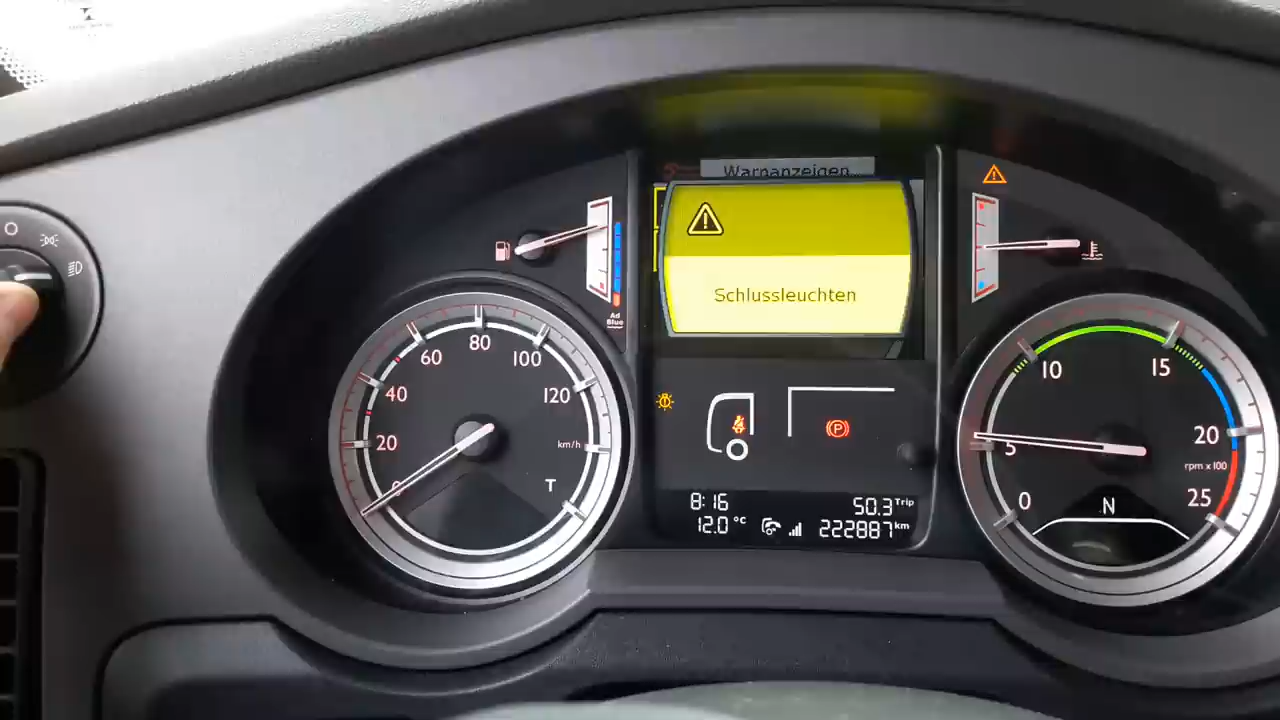 Warnanzeigen
Schlussleuchten
Ad
Blue
0
20
40
60
80
100
120
km/h
T
P
8:16
50.3 Trip
12.0 °C
222887 km
0
5
10
15
20
25
rpm x 100
N